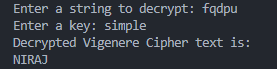 Enter a string to decrypt: fqdpu
Enter a key: simple
Decrypted Vigenere Cipher text is:
NIRAJ